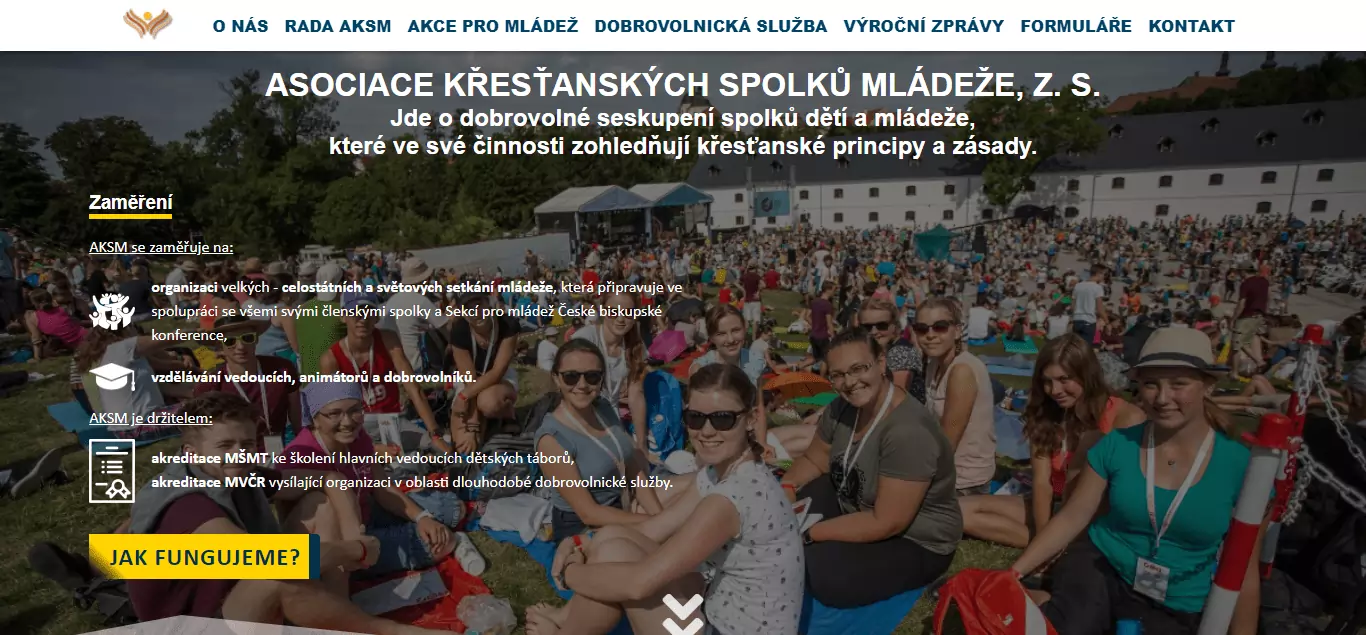 O NÁS RADA AKSM AKCE PRO MLÁDEŽ DOBROVOLNICKÁ SLUŽBA VÝROČNÍ ZPRÁVY FORMULÁŘE KONTAKT
ASOCIACE KŘESŤANSKÝCH SPOLKŮ MLÁDEŽE, Z. S.
Jde o dobrovolné seskupení spolků dětí a mládeže,
které ve své činnosti zohledňují křesťanské principy a zásady.
Zaměření
AKSM se zaměřuje na:
organizaci velkých - celostátních a světových setkání mládeže, která připravuje ve
spolupráci se všemi svými členskými spolky a Sekcí pro mládež České biskupské
konference,
vzdělávání vedoucích, animátorů a dobrovolníků.
AKSM je držitelem:
akreditace MŠMT ke školení hlavních vedoucích dětských táborů,
akreditace MVČR vysílající organizaci v oblasti dlouhodobé dobrovolnické služby.
JAK FUNGUJEME?